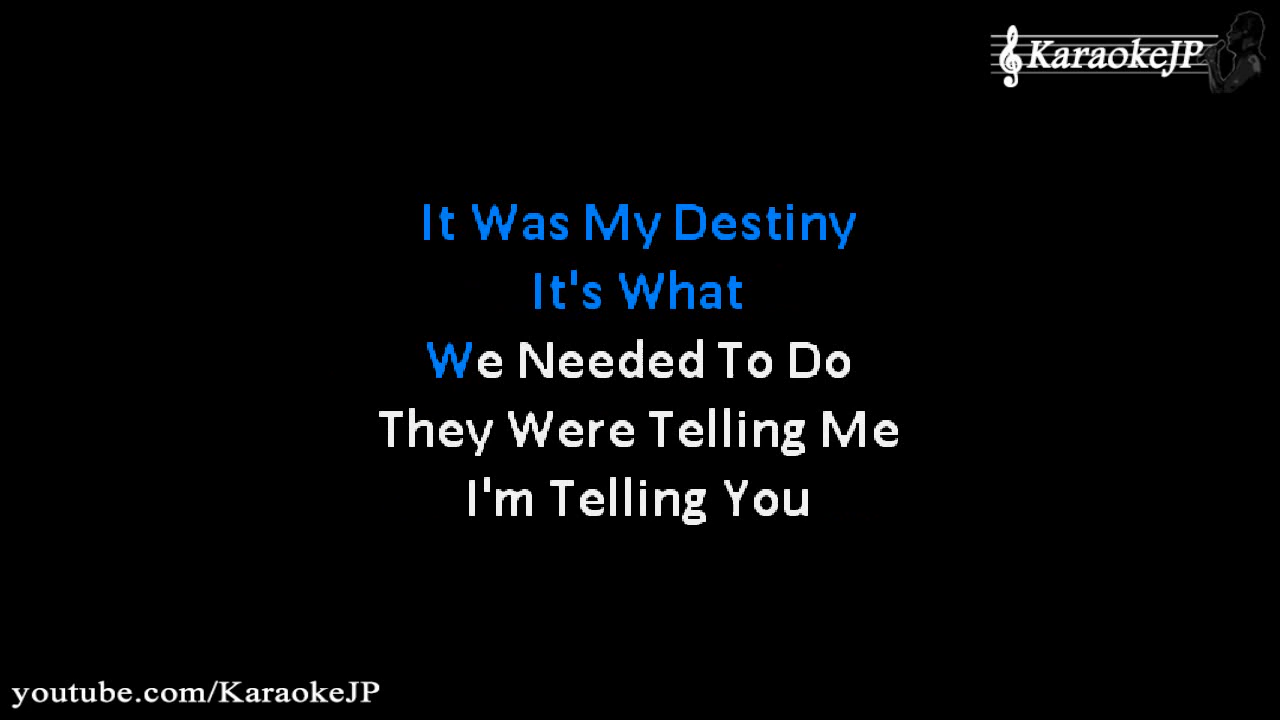 KaraokeJP
It Was My Destiny
It's What
We Needed To Do
They Were Telling Me
I'm Telling You
youtube.com/KaraokeJP